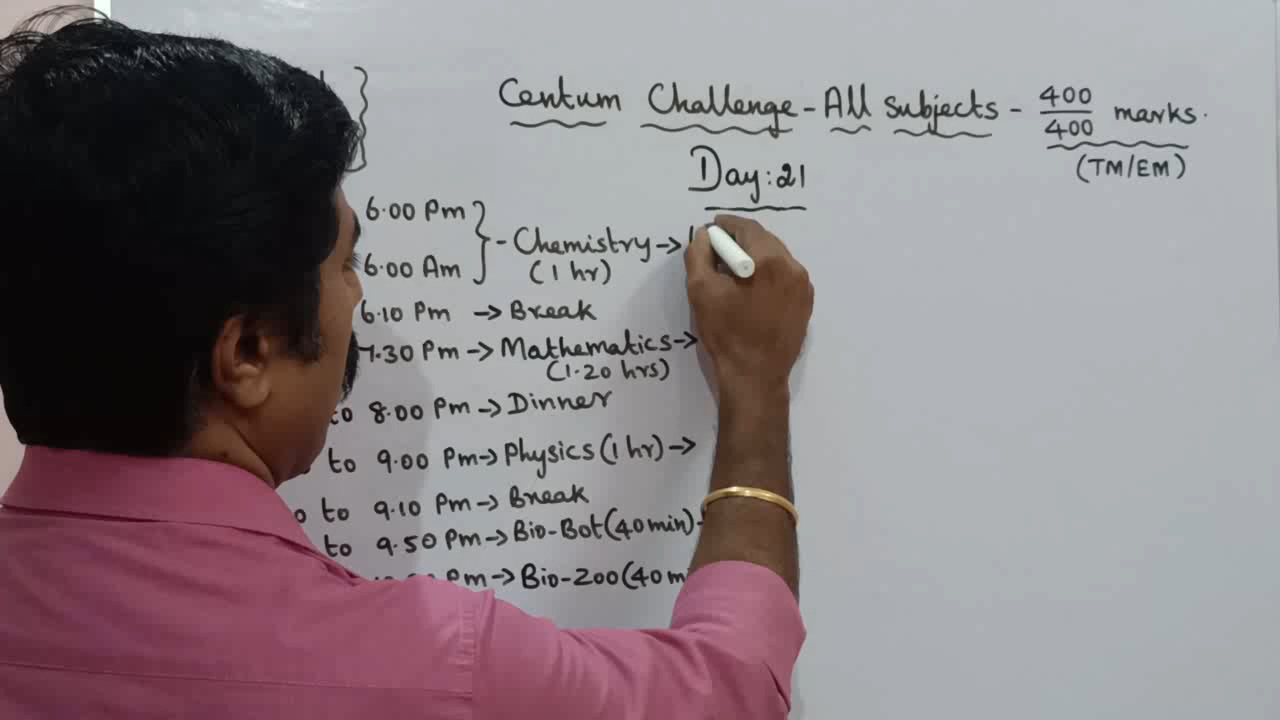 Centum Challenge - All subjects - 400/400 marks.
(TM/EM)
Day:21
6.00 Pm
6.00 Am } - Chemistry →
(1 hr)
6.10 Pm → Break
7.30 Pm → Mathematics →
(1.20 hrs)
to 8.00 Pm → Dinner
to 9.00 Pm → Physics (1 hr) →
to 9.10 Pm → Break
to 9.50 Pm → Bio-Bot (40 min) -
Pm → Bio-Zoo (40 m